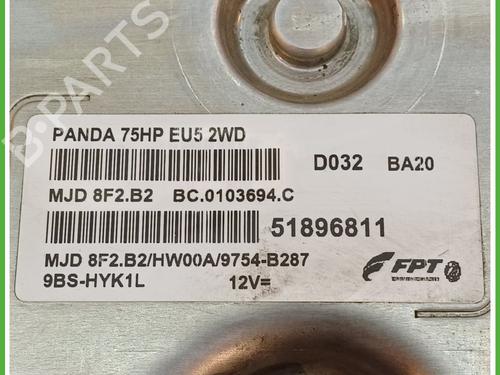 B-PARTS
PANDA 75HP EU5 2WD
D032 BA20
MJD 8F2.B2 BC.0103694.C
51896811
MJD 8F2.B2/HW00A/9754-B287
9BS-HYK1L 12V=
FPT